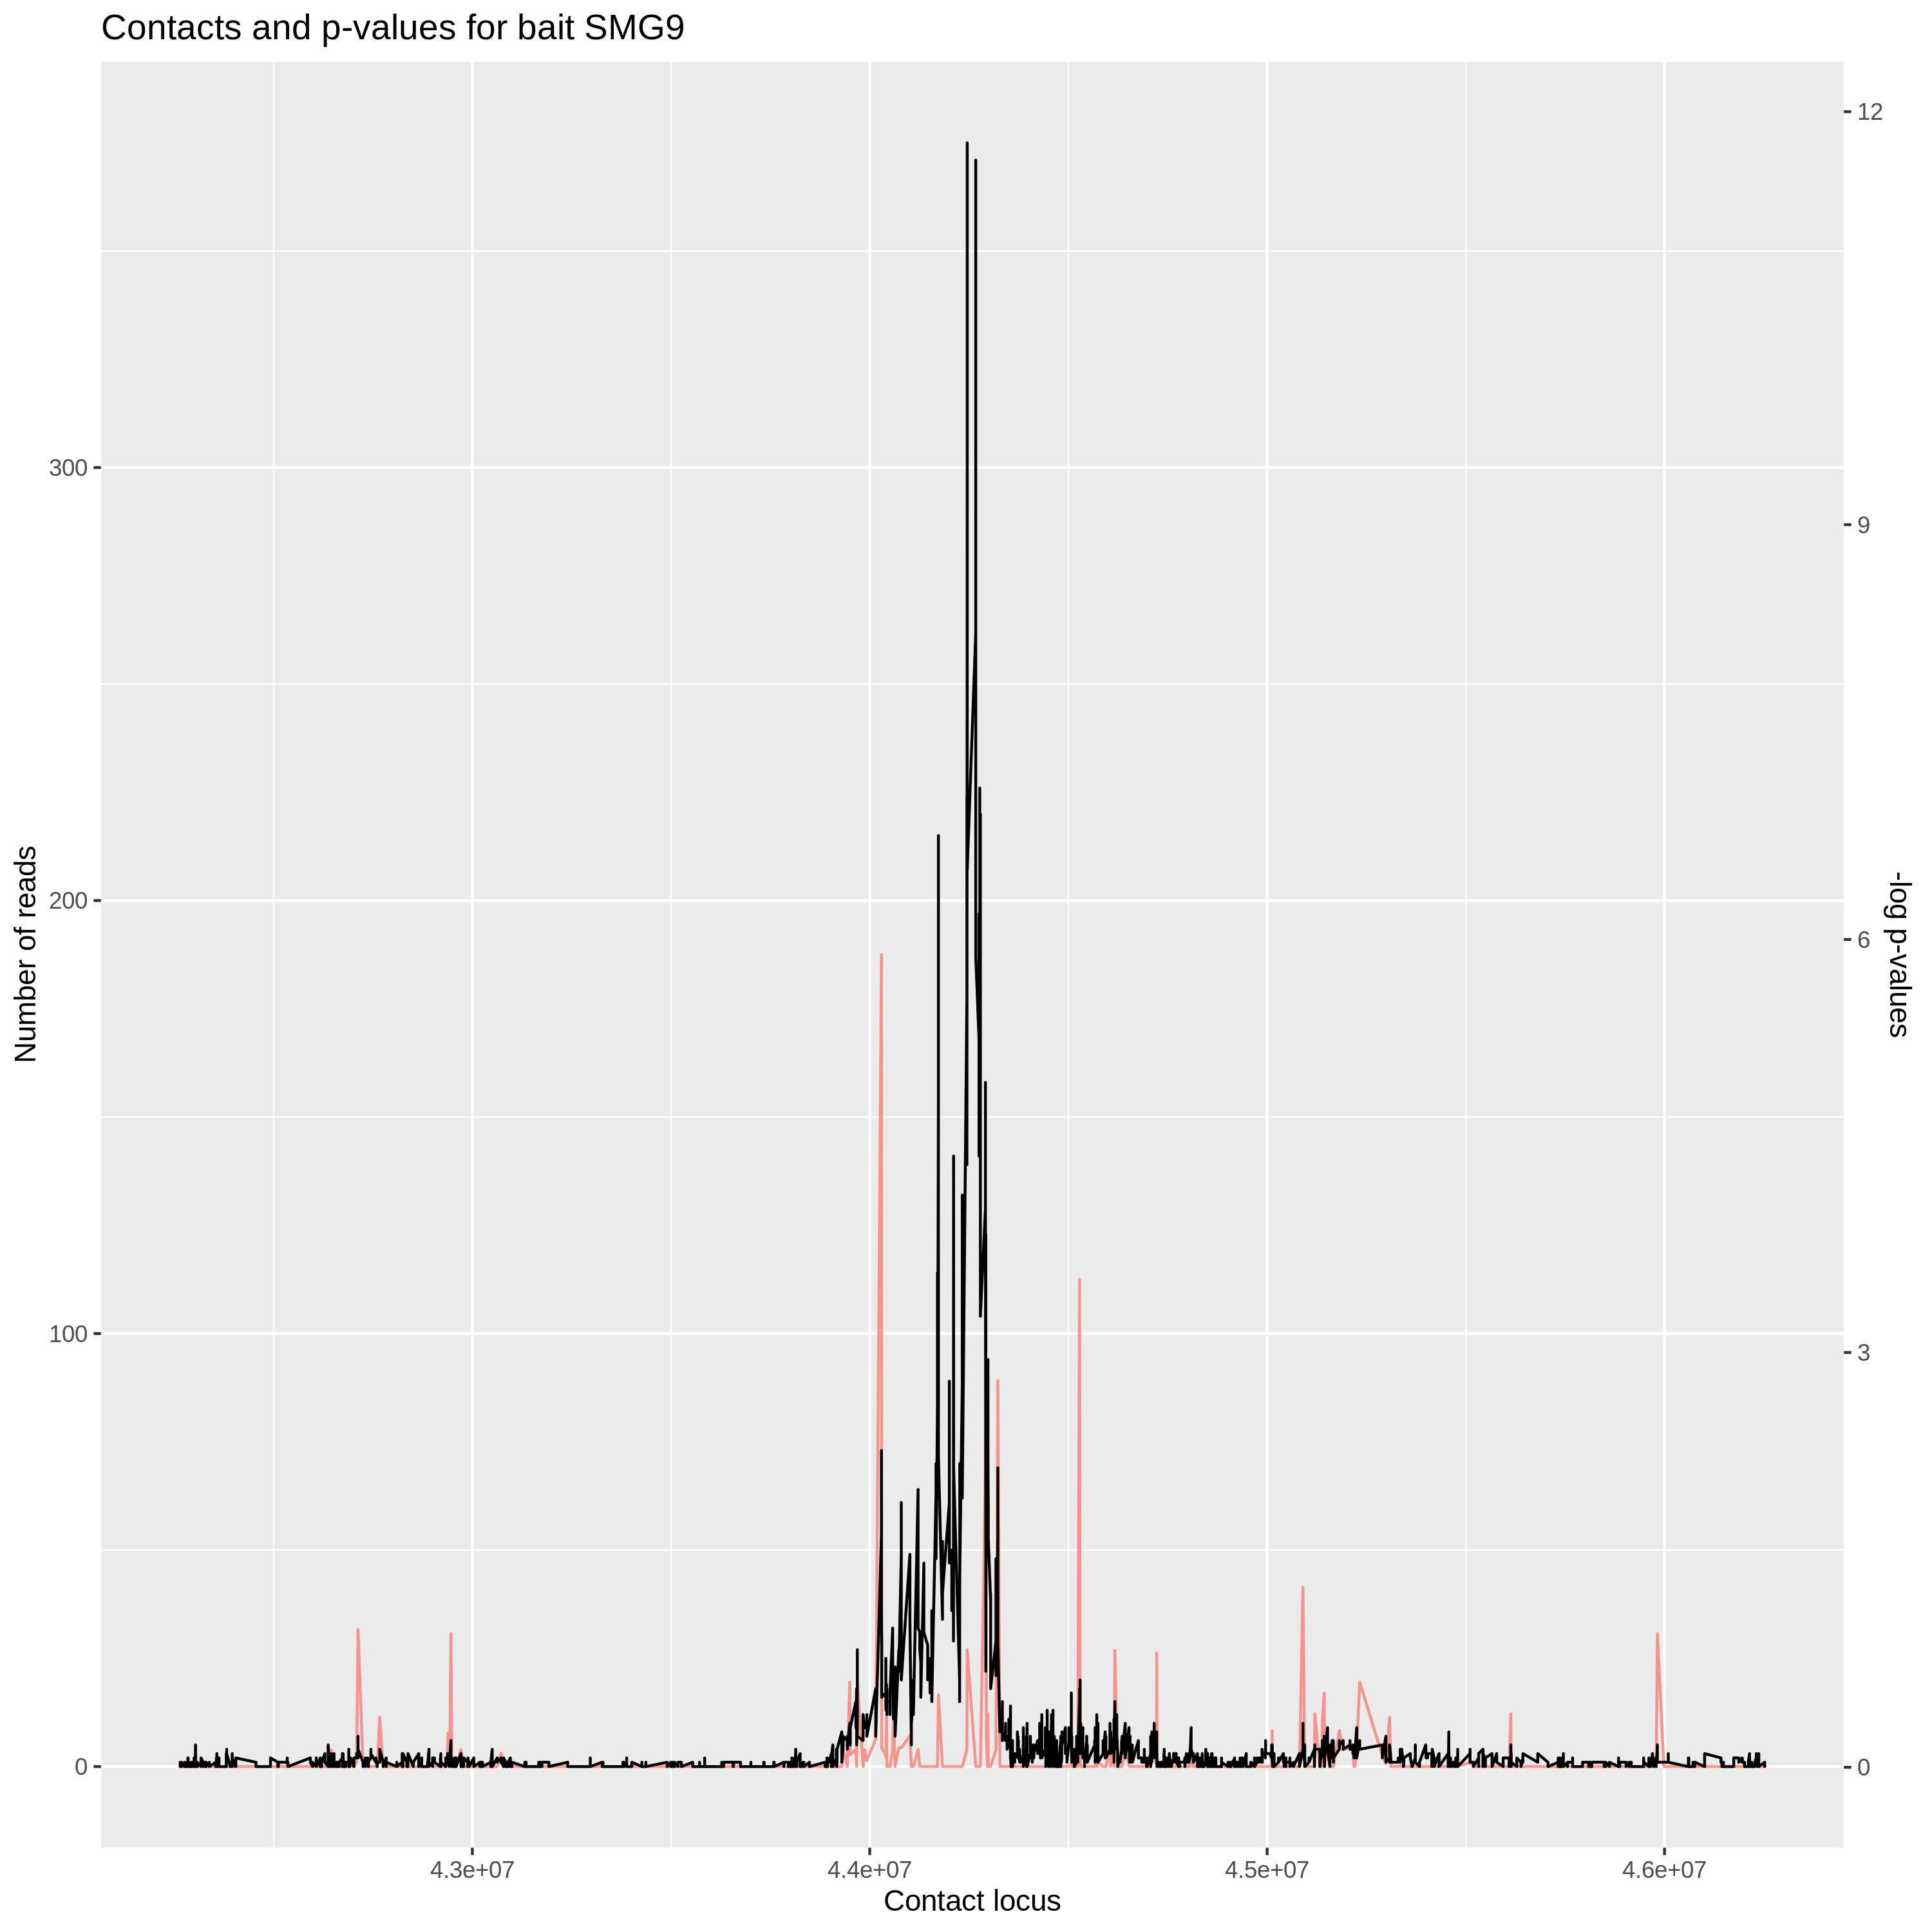 Contacts and p-values for bait SMG9
12
300
9
Number of reads
200
6
-log p-values
100
3
0
0
4.3e+07
4.4e+07
4.5e+07
4.6e+07
Contact locus